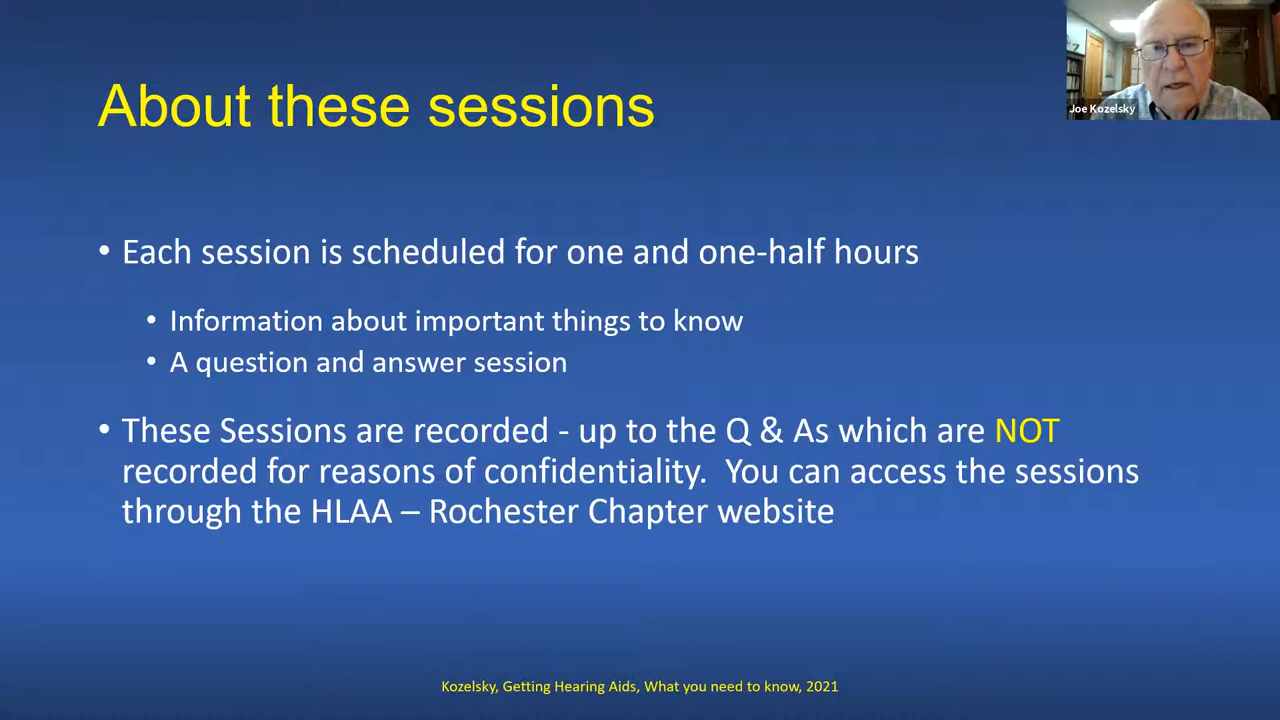 Joe Kozelsky
About these sessions
• Each session is scheduled for one and one-half hours
• Information about important things to know
• A question and answer session
• These Sessions are recorded - up to the Q & As which are NOT
recorded for reasons of confidentiality.  You can access the sessions
through the HLAA – Rochester Chapter website
Kozelsky, Getting Hearing Aids, What you need to know, 2021